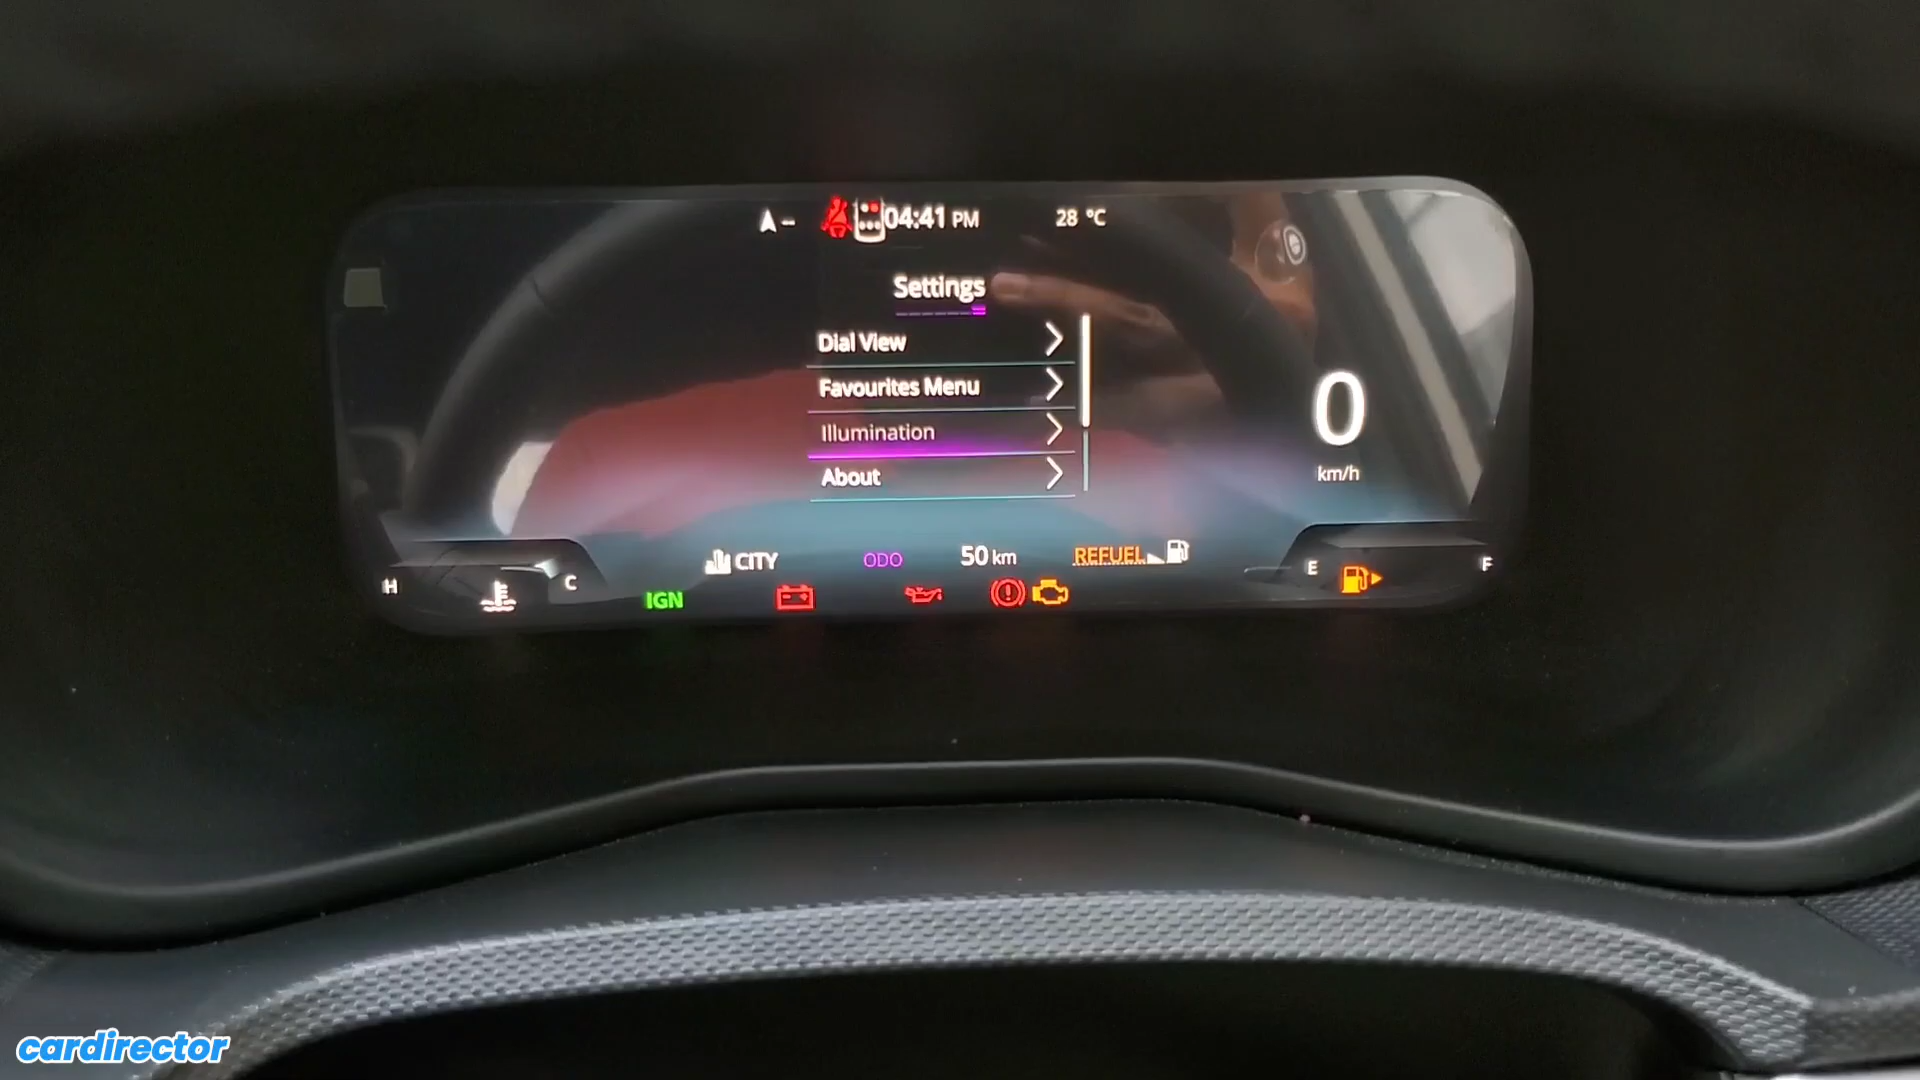 04:41 PM
28 °C
Settings
Dial View
Favourites Menu
Illumination
About
0
km/h
H
C
CITY
ODO
50 km
REFUEL
E
F
IGN
cardirector